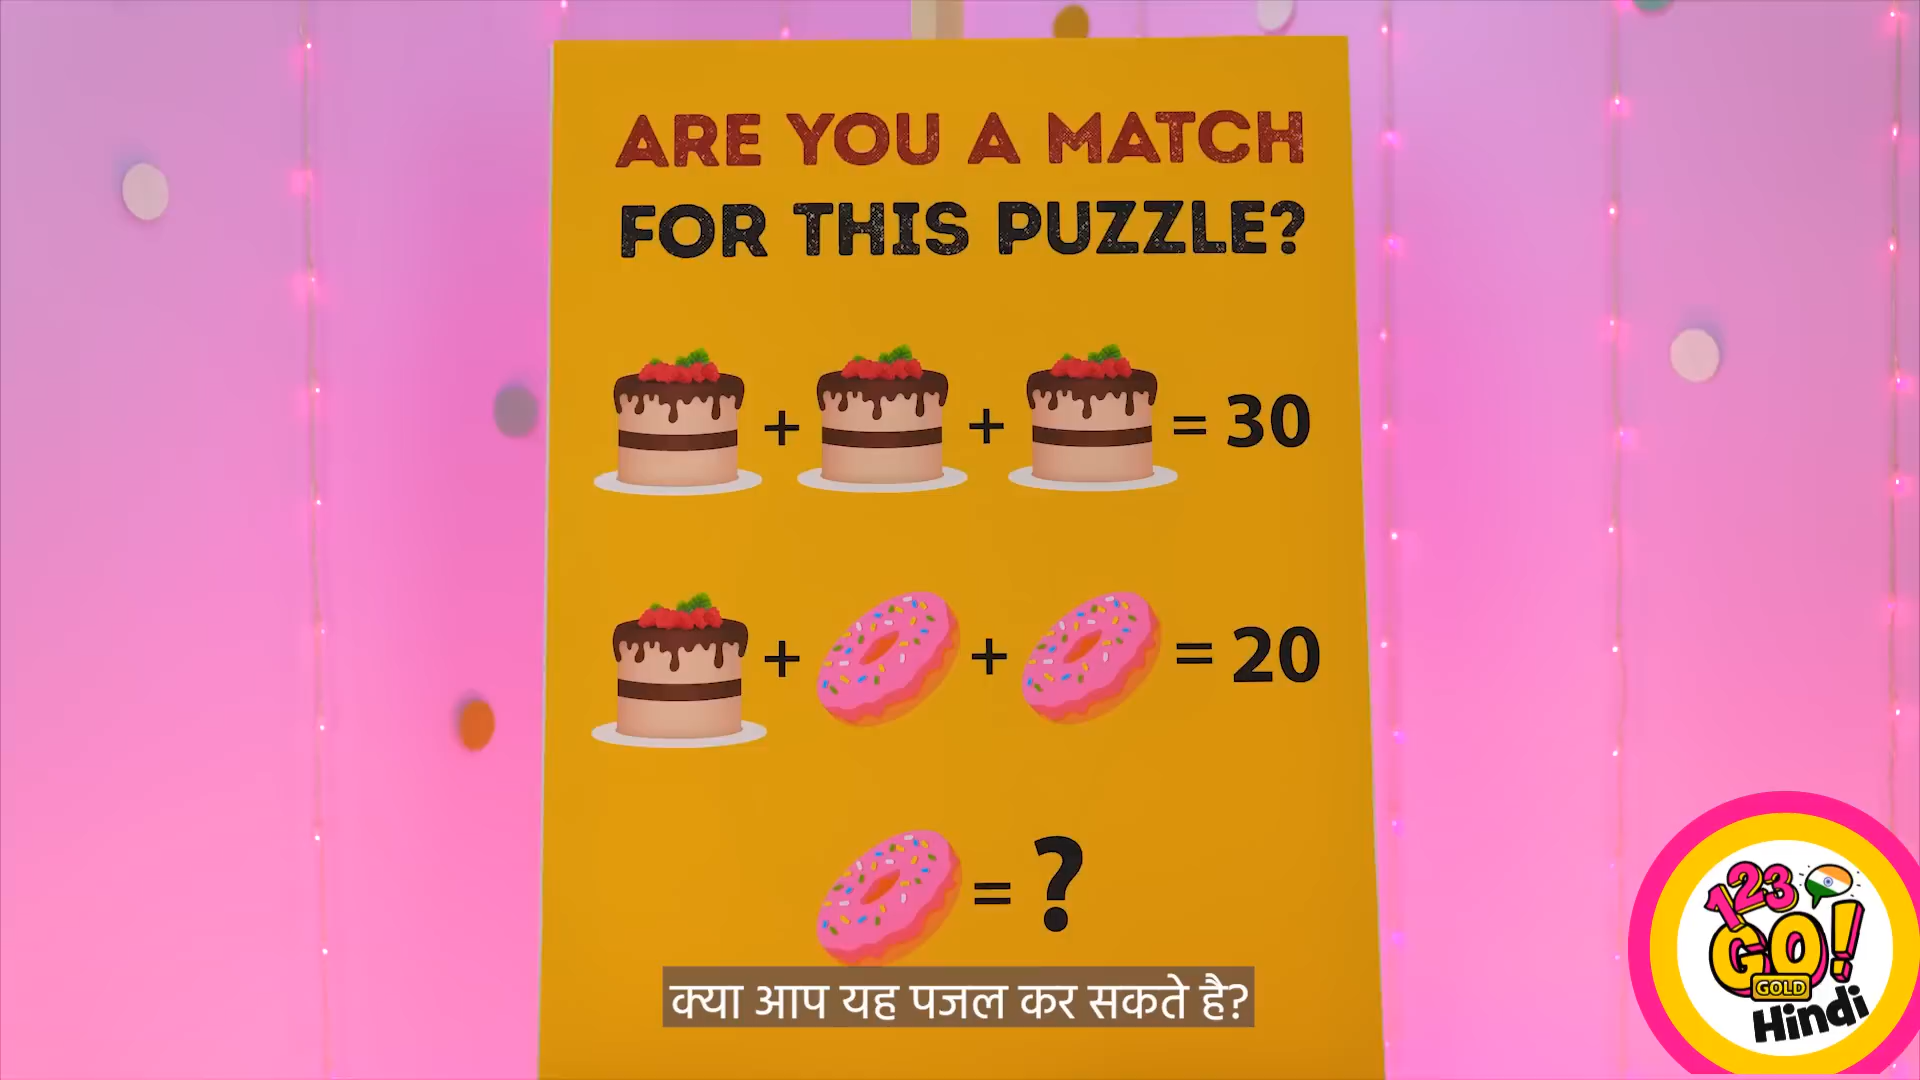 ARE YOU A MATCH
FOR THIS PUZZLE?
+ + = 30
+ + = 20
= ?
क्या आप यह पजल कर सकते है?
123
GO!
GOLD
Hindi